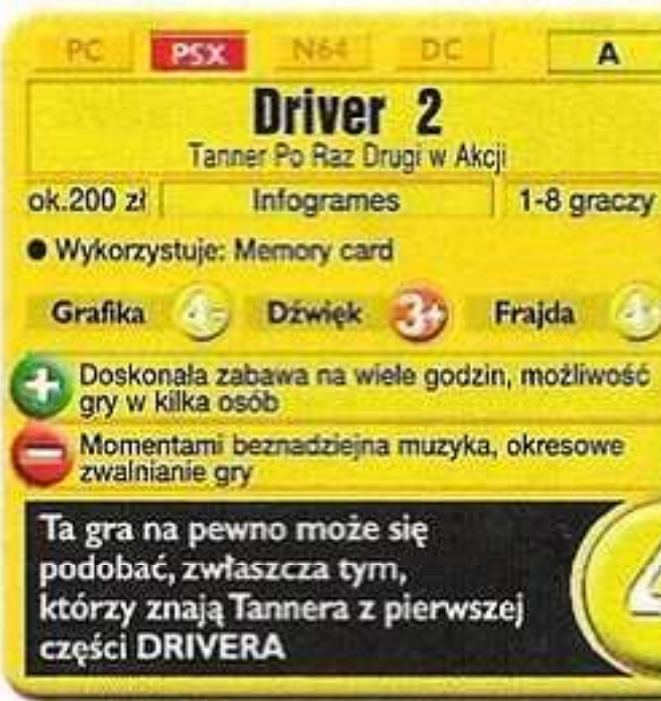 PC PSX N64 DC A
Driver 2
Tanner Po Raz Drugi w Akcji
ok.200 zł Infogrames 1-8 graczy
● Wykorzystuje: Memory card
Grafika 4= Dźwięk 3+ Frajda 4
+ Doskonała zabawa na wiele godzin, możliwość
gry w kilka osób
− Momentami beznadziejna muzyka, okresowe
zwalnianie gry
Ta gra na pewno może się
podobać, zwłaszcza tym,
którzy znają Tannera z pierwszej
części DRIVERA
4